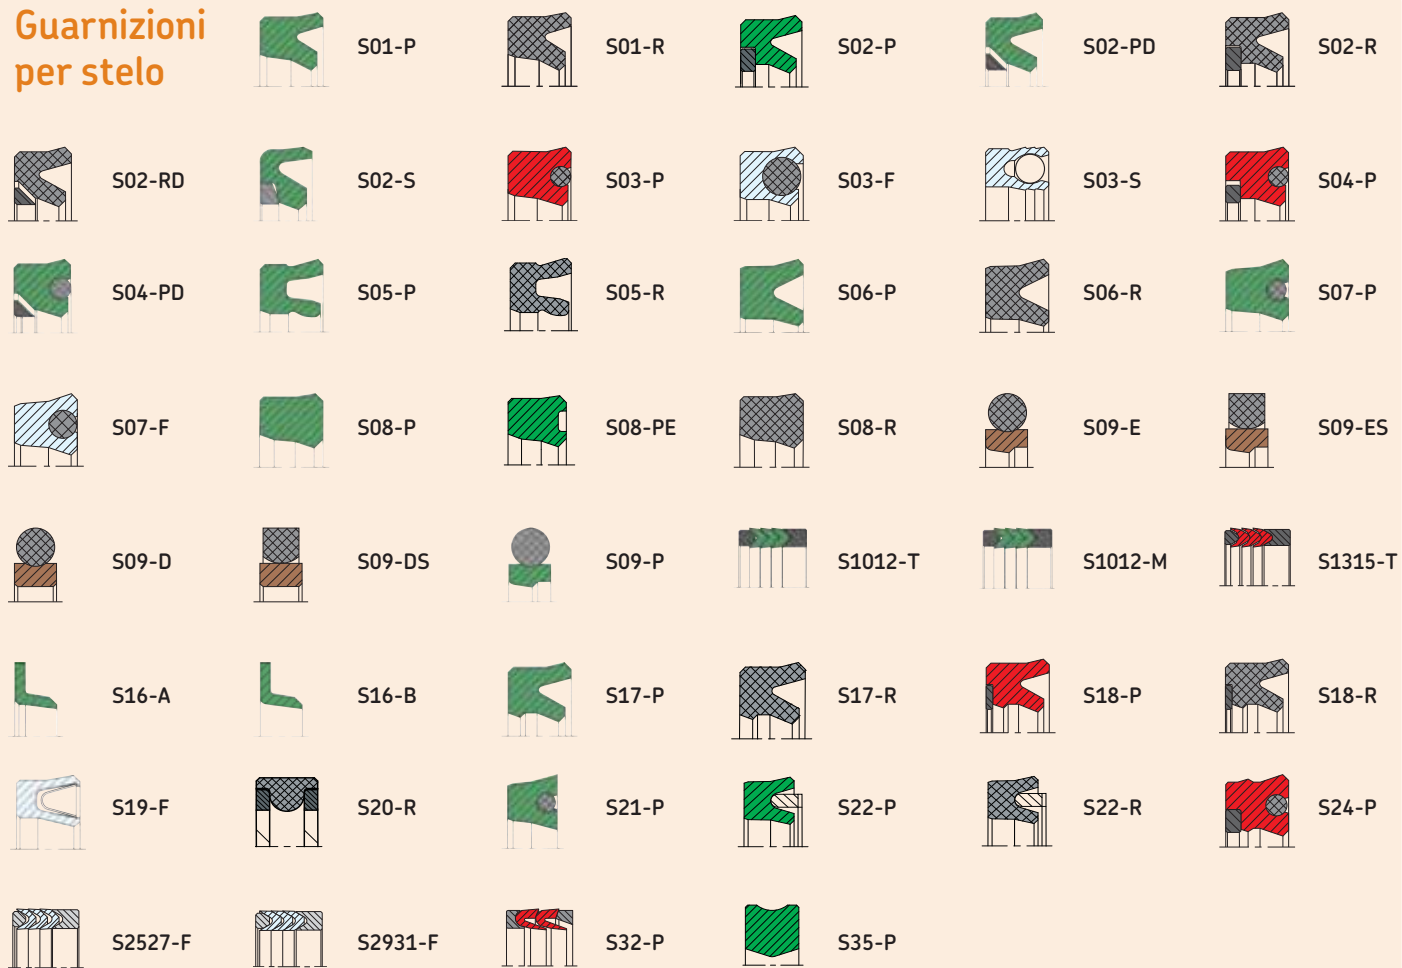 Guarnizioni
per stelo
S01-P
S01-R
S02-P
S02-PD
S02-R
S02-RD
S02-S
S03-P
S03-F
S03-S
S04-P
S04-PD
S05-P
S05-R
S06-P
S06-R
S07-P
S07-F
S08-P
S08-PE
S08-R
S09-E
S09-ES
S09-D
S09-DS
S09-P
S1012-T
S1012-M
S1315-T
S16-A
S16-B
S17-P
S17-R
S18-P
S18-R
S19-F
S20-R
S21-P
S22-P
S22-R
S24-P
S2527-F
S2931-F
S32-P
S35-P